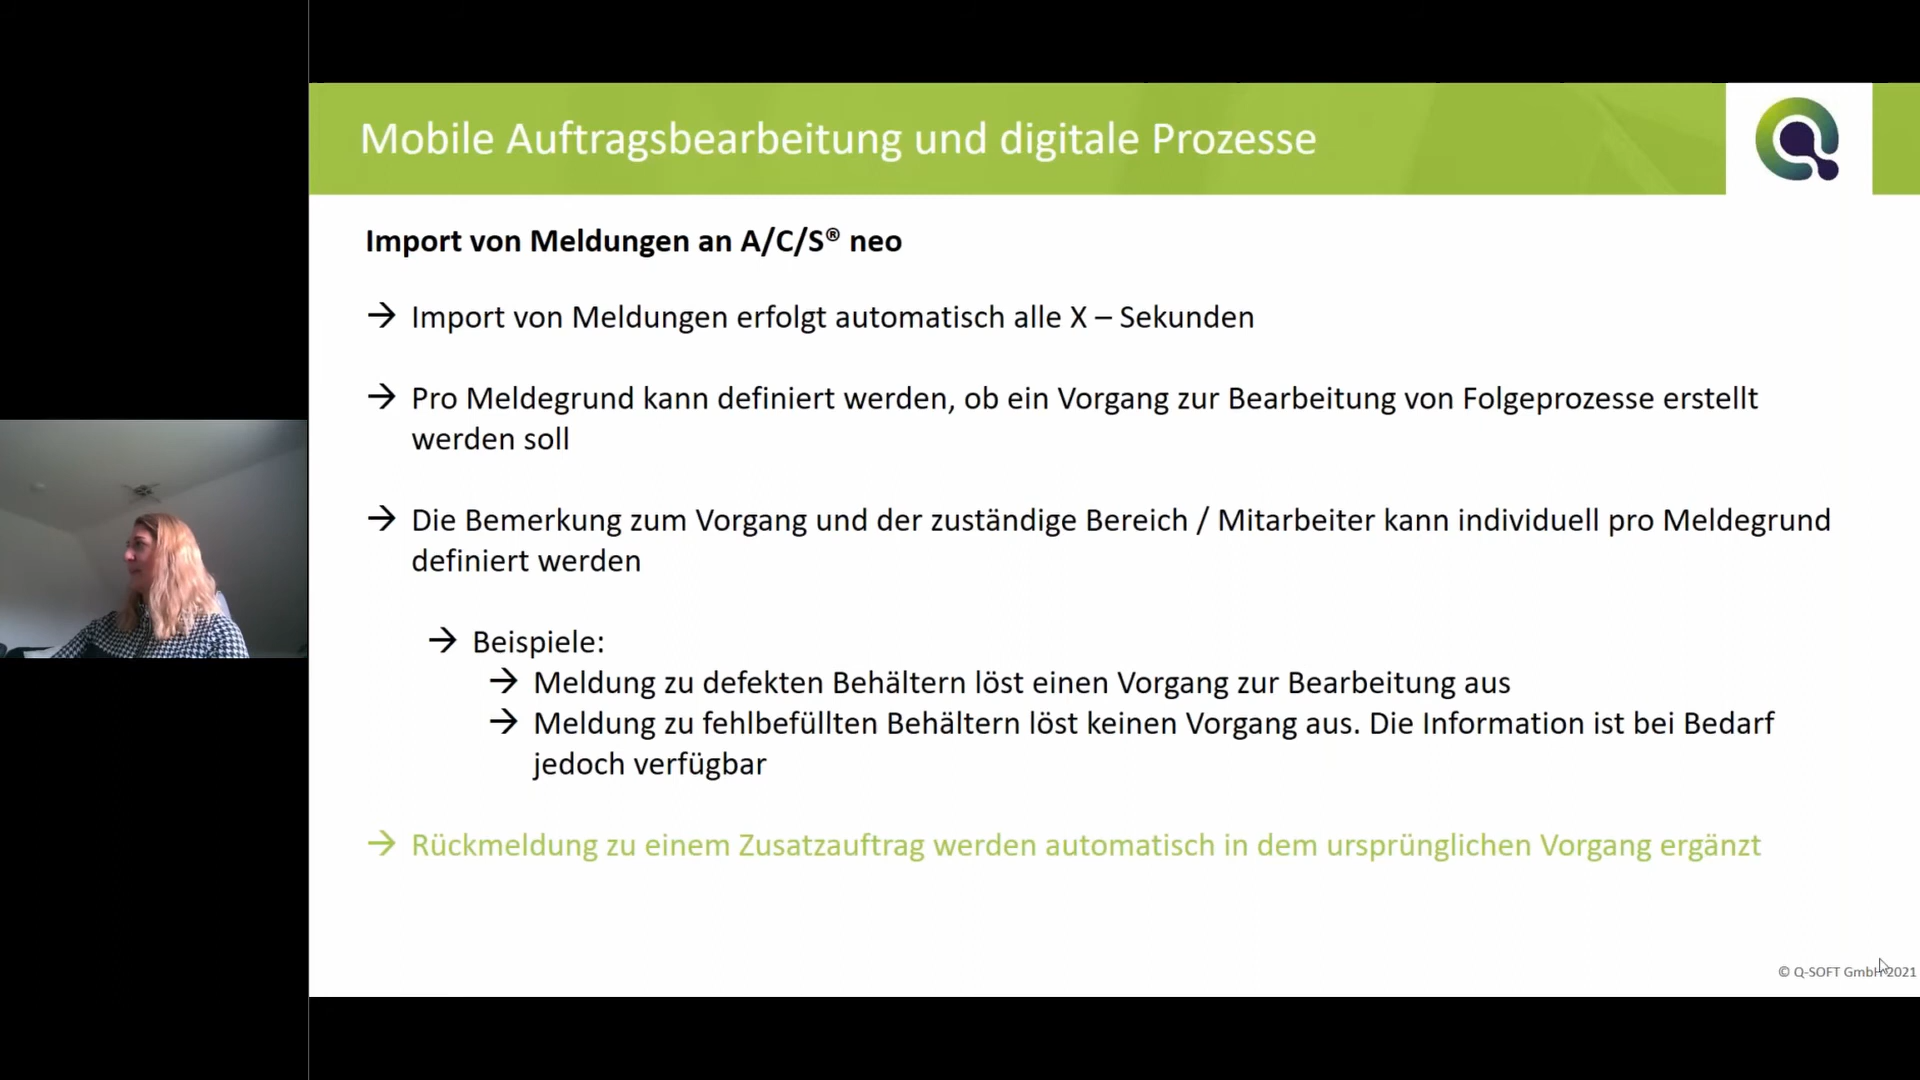 Mobile Auftragsbearbeitung und digitale Prozesse
Import von Meldungen an A/C/S® neo
→ Import von Meldungen erfolgt automatisch alle X – Sekunden
→ Pro Meldegrund kann definiert werden, ob ein Vorgang zur Bearbeitung von Folgeprozesse erstellt
werden soll
→ Die Bemerkung zum Vorgang und der zuständige Bereich / Mitarbeiter kann individuell pro Meldegrund
definiert werden
→ Beispiele:
→ Meldung zu defekten Behältern löst einen Vorgang zur Bearbeitung aus
→ Meldung zu fehlbefüllten Behältern löst keinen Vorgang aus. Die Information ist bei Bedarf
jedoch verfügbar
→ Rückmeldung zu einem Zusatzauftrag werden automatisch in dem ursprünglichen Vorgang ergänzt
© Q-SOFT GmbH 2021